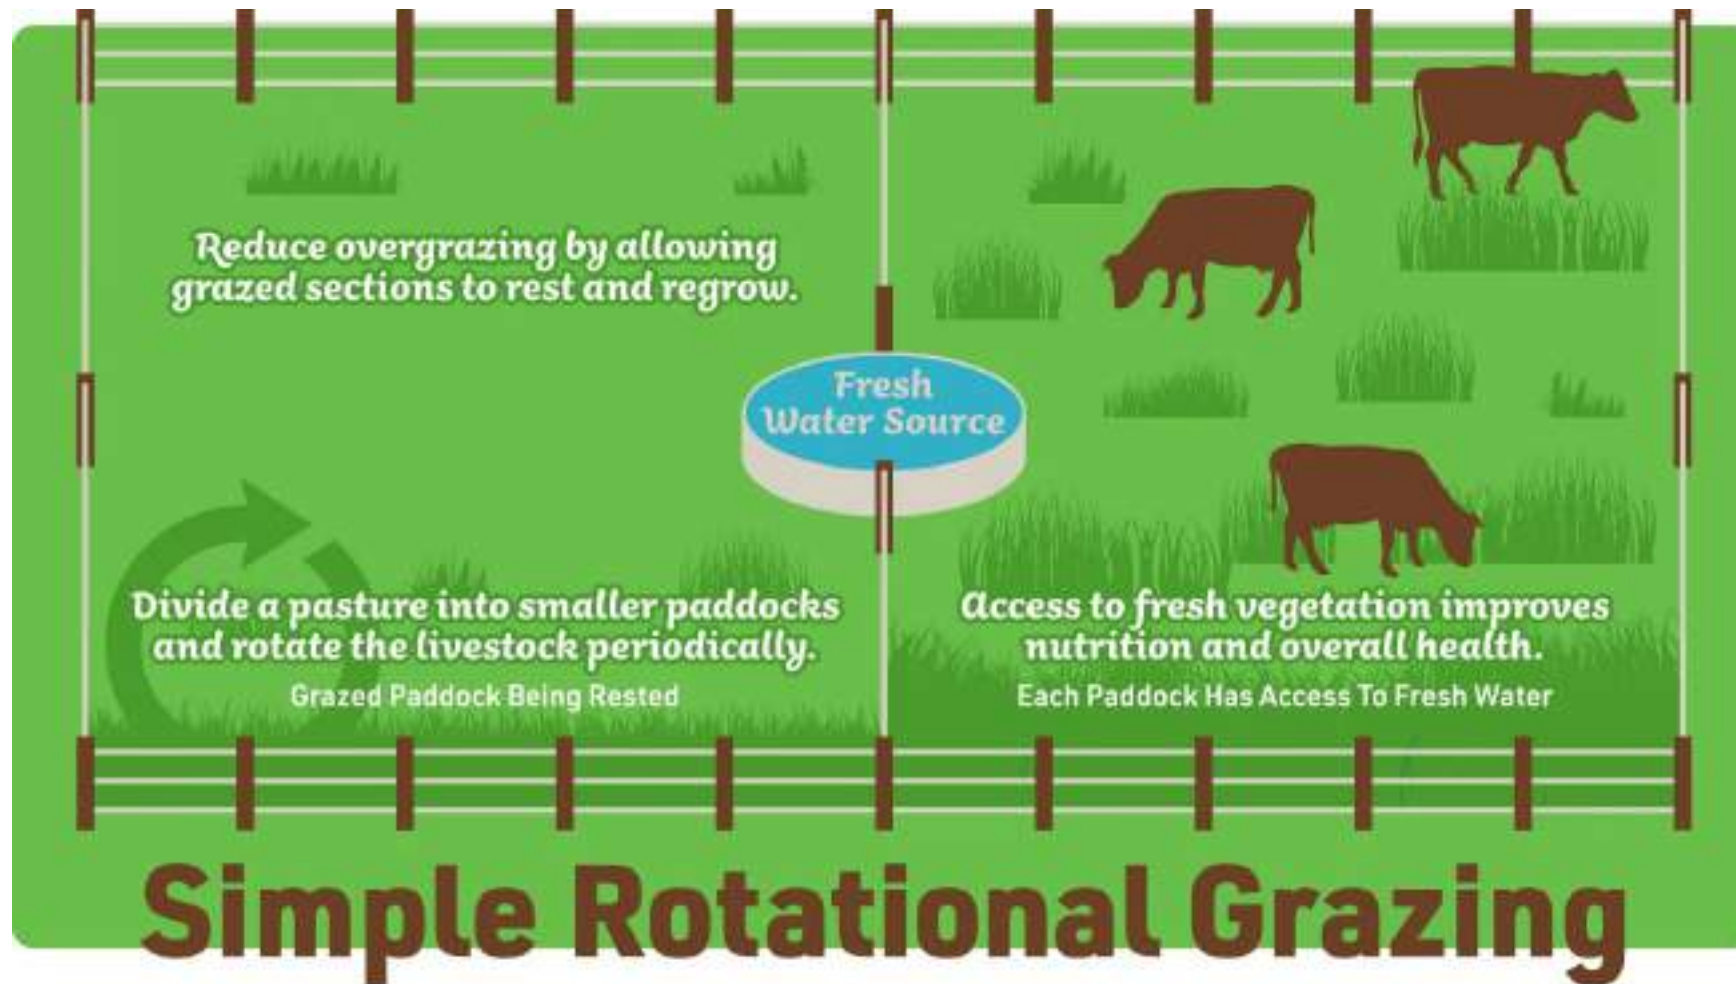 Reduce overgrazing by allowing
grazed sections to rest and regrow.
Fresh
Water Source
Divide a pasture into smaller paddocks
and rotate the livestock periodically.
Grazed Paddock Being Rested
Access to fresh vegetation improves
nutrition and overall health.
Each Paddock Has Access To Fresh Water
Simple Rotational Grazing